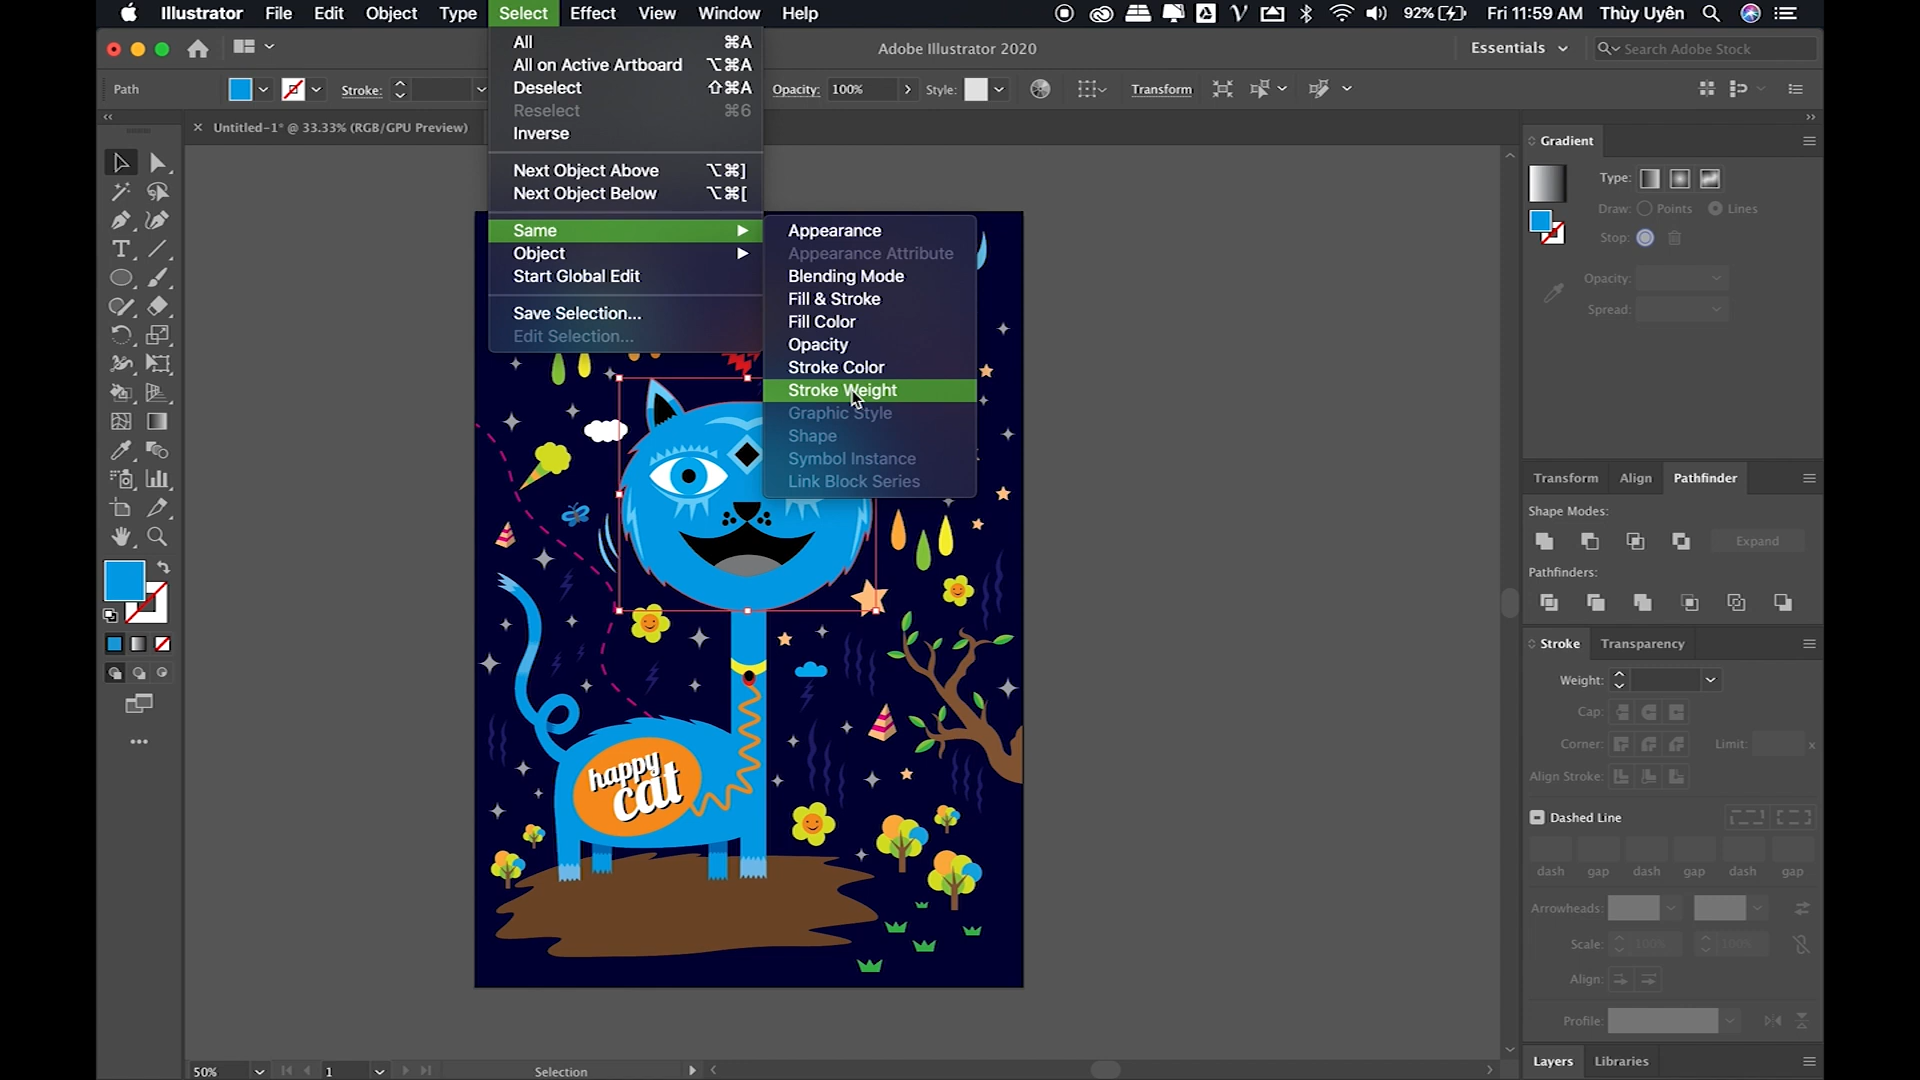 Illustrator File Edit Object Type Select Effect View Window Help
92% Fri 11:59 AM Thùy Uyên
Adobe Illustrator 2020
Essentials
Search Adobe Stock
Path
Stroke:
Opacity: 100%
Style:
Transform
× Untitled-1* @ 33.33% (RGB/GPU Preview)
All ⌘A
All on Active Artboard ⌥⌘A
Deselect ⇧⌘A
Reselect ⌘6
Inverse
Next Object Above ⌥⌘]
Next Object Below ⌥⌘[
Same
Object
Start Global Edit
Save Selection...
Edit Selection...
Appearance
Appearance Attribute
Blending Mode
Fill & Stroke
Fill Color
Opacity
Stroke Color
Stroke Weight
Graphic Style
Shape
Symbol Instance
Link Block Series
happy
cat
Gradient
Type:
Draw: Points Lines
Stop:
Opacity:
Spread:
Transform Align Pathfinder
Shape Modes:
Expand
Pathfinders:
Stroke Transparency
Weight:
Cap:
Corner: Limit: x
Align Stroke:
Dashed Line
dash gap dash gap dash gap
Arrowheads:
Scale: 100% 100%
Align:
Profile:
Layers Libraries
50% 1 Selection